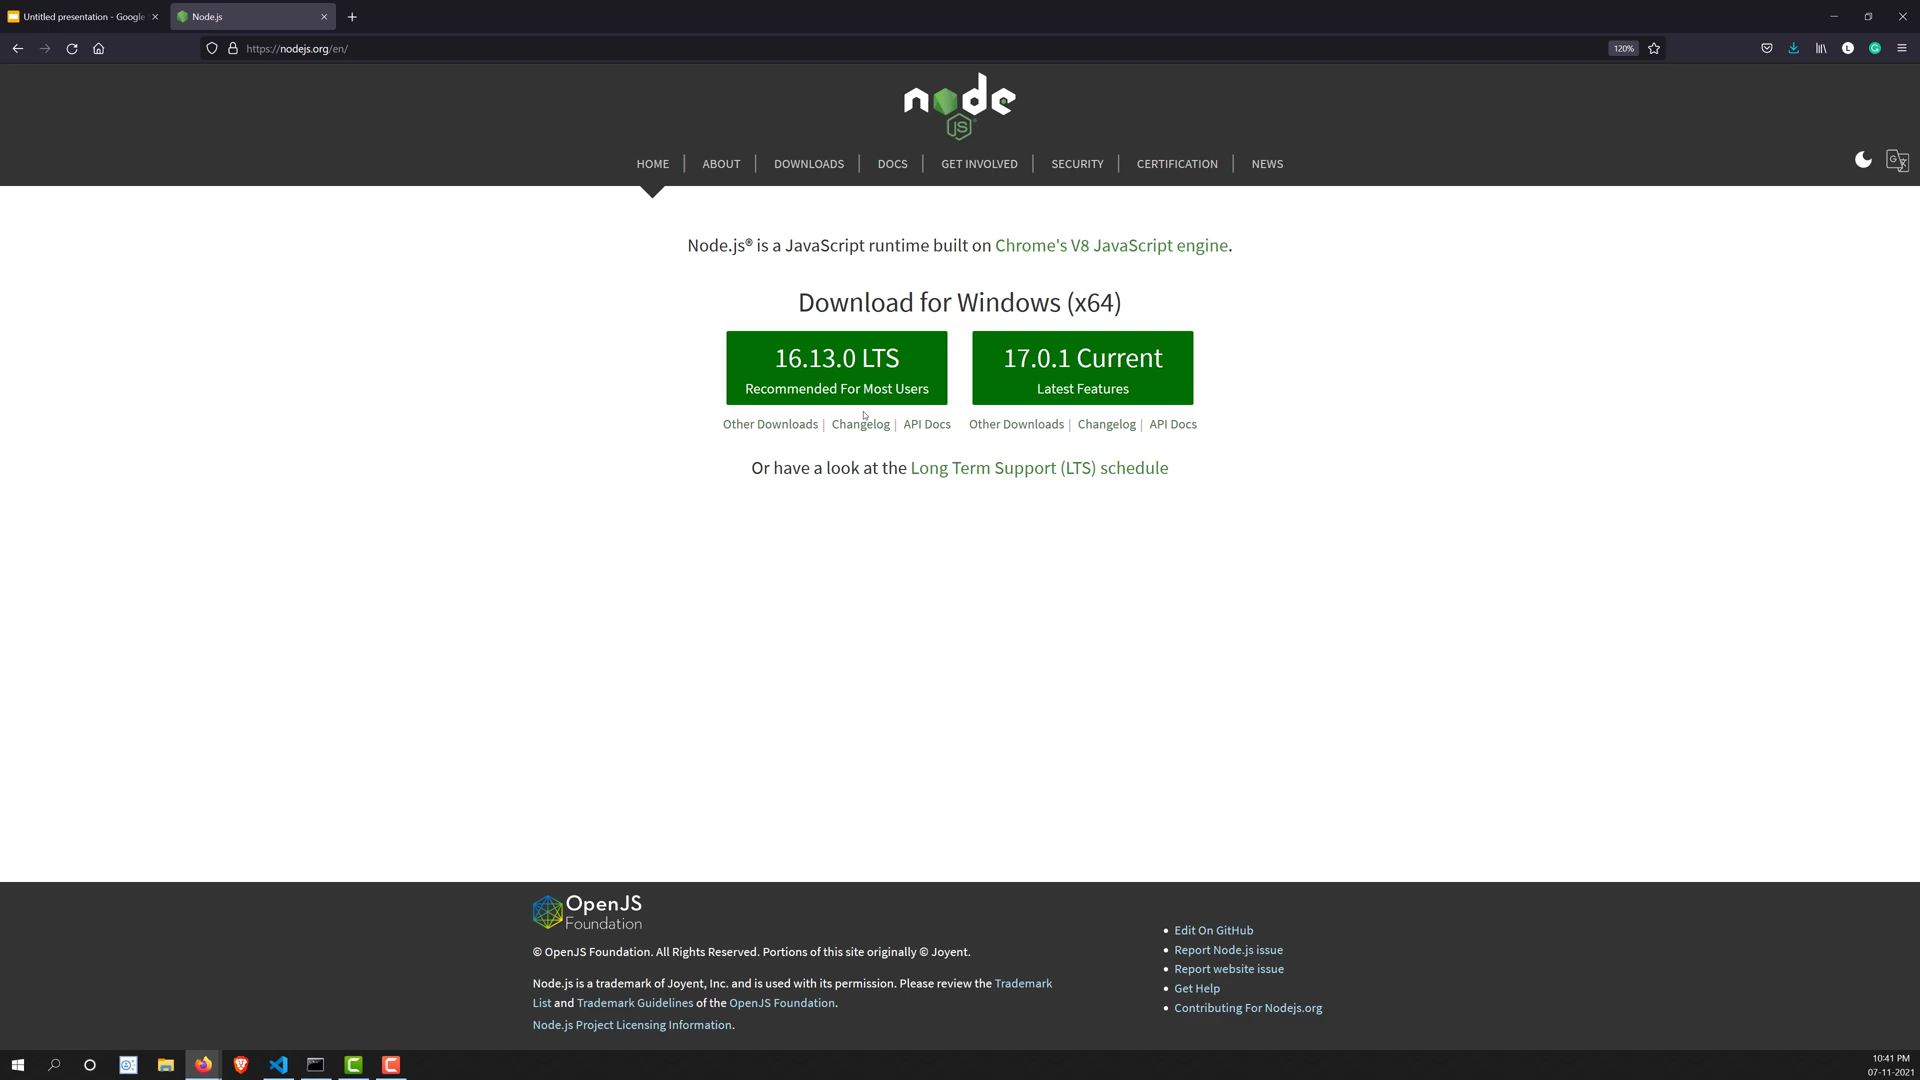 Untitled presentation - Google
Node.js
https://nodejs.org/en/
120%
node
JS
HOME
ABOUT
DOWNLOADS
DOCS
GET INVOLVED
SECURITY
CERTIFICATION
NEWS
Node.js® is a JavaScript runtime built on Chrome's V8 JavaScript engine.
Download for Windows (x64)
16.13.0 LTS
Recommended For Most Users
17.0.1 Current
Latest Features
Other Downloads | Changelog | API Docs
Other Downloads | Changelog | API Docs
Or have a look at the Long Term Support (LTS) schedule
OpenJS
Foundation
© OpenJS Foundation. All Rights Reserved. Portions of this site originally © Joyent.
Node.js is a trademark of Joyent, Inc. and is used with its permission. Please review the Trademark
List and Trademark Guidelines of the OpenJS Foundation.
Node.js Project Licensing Information.
Edit On GitHub
Report Node.js issue
Report website issue
Get Help
Contributing For Nodejs.org
10:41 PM
07-11-2021